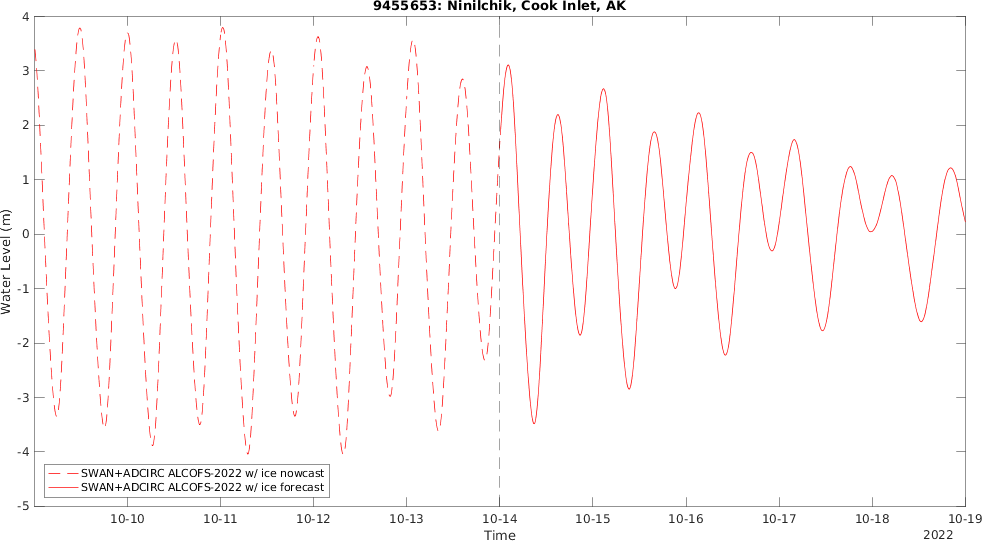 9455653: Ninilchik, Cook Inlet, AK
4
3
2
1
0
-1
-2
-3
-4
-5
Water Level (m)
SWAN+ADCIRC ALCOFS-2022 w/ ice nowcast
SWAN+ADCIRC ALCOFS-2022 w/ ice forecast
10-10 10-11 10-12 10-13 10-14 10-15 10-16 10-17 10-18 10-19
Time
2022